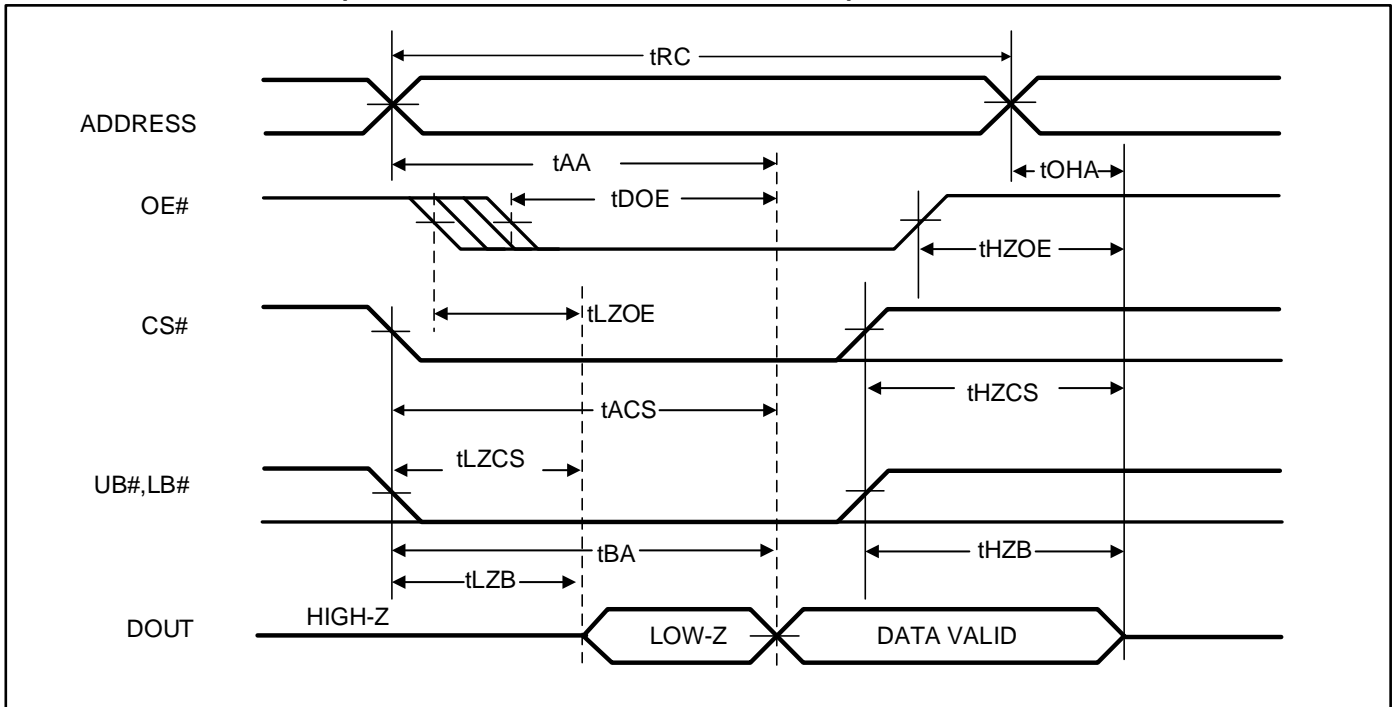 tRC
ADDRESS
tAA
tOHA
OE#
tDOE
tHZOE
tLZOE
CS#
tHZCS
tACS
tLZCS
UB#,LB#
tBA
tHZB
tLZB
HIGH-Z
DOUT
LOW-Z
DATA VALID